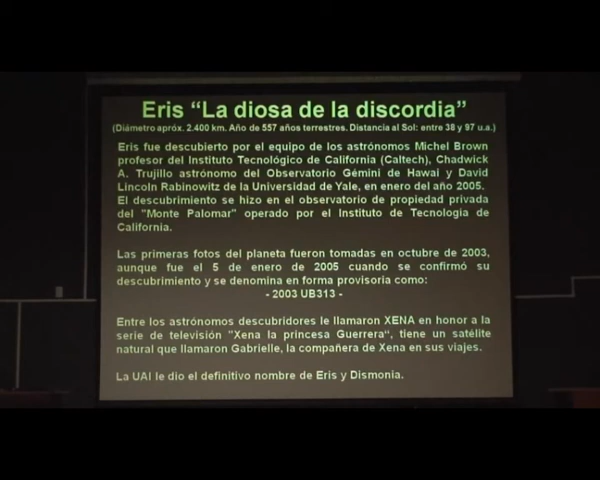 Eris “La diosa de la discordia”
(Diámetro apróx. 2.400 km. Año de 557 años terrestres. Distancia al Sol: entre 38 y 97 u.a.)
Eris fue descubierto por el equipo de los astrónomos Michel Brown
profesor del Instituto Tecnológico de California (Caltech), Chadwick
A. Trujillo astrónomo del Observatorio Gémini de Hawai y David
Lincoln Rabinowitz de la Universidad de Yale, en enero del año 2005.
El descubrimiento se hizo en el observatorio de propiedad privada
del "Monte Palomar" operado por el Instituto de Tecnologia de
California.
Las primeras fotos del planeta fueron tomadas en octubre de 2003,
aunque fue el 5 de enero de 2005 cuando se confirmó su
descubrimiento y se denomina en forma provisoria como:
- 2003 UB313 -
Entre los astrónomos descubridores le llamaron XENA en honor a la
serie de televisión "Xena la princesa Guerrera“, tiene un satélite
natural que llamaron Gabrielle, la compañera de Xena en sus viajes.
La UAI le dio el definitivo nombre de Eris y Dismonia.